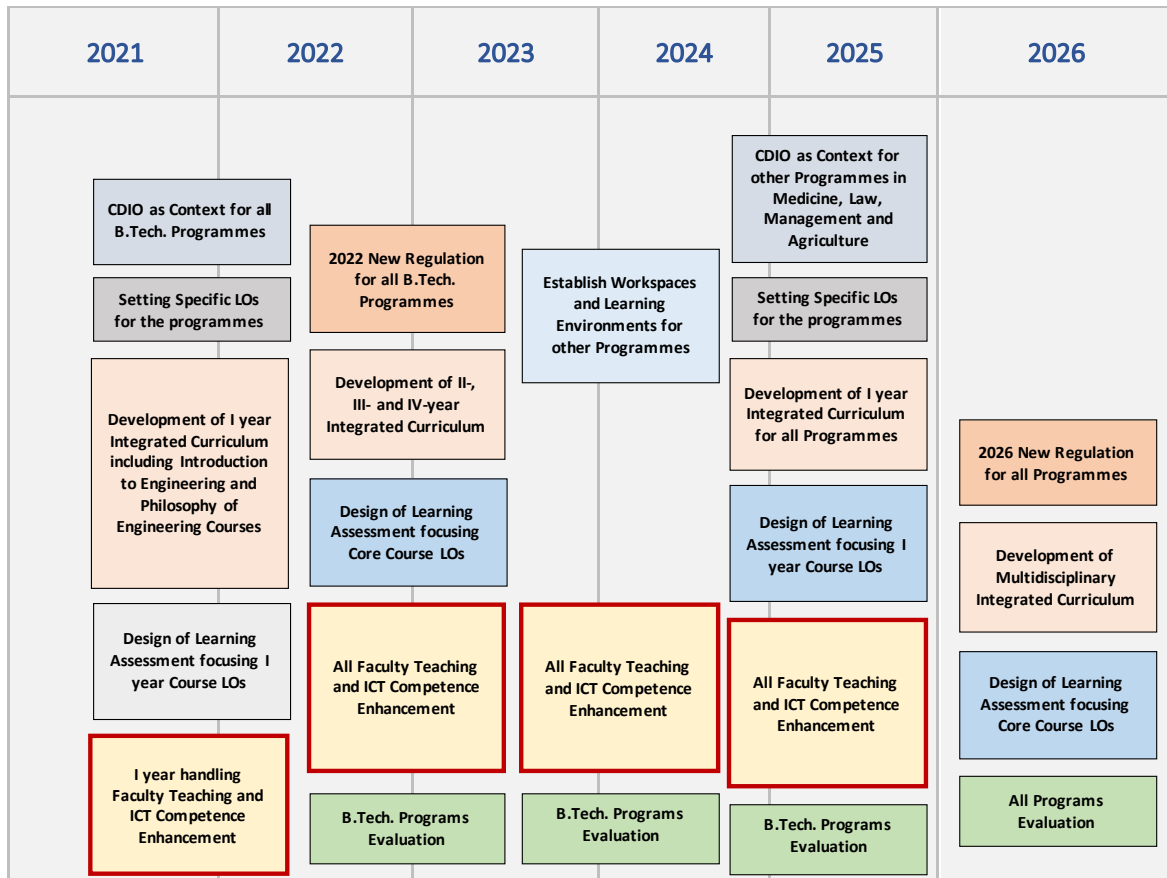 2021
2022
2023
2024
2025
2026
CDIO as Context for all
B.Tech. Programmes
Setting Specific LOs
for the programmes
Development of I year
Integrated Curriculum
including Introduction
to Engineering and
Philosophy of
Engineering Courses
Design of Learning
Assessment focusing I
year Course LOs
I year handling
Faculty Teaching and
ICT Competence
Enhancement
2022 New Regulation
for all B.Tech.
Programmes
Development of II-,
III- and IV-year
Integrated Curriculum
Design of Learning
Assessment focusing
Core Course LOs
All Faculty Teaching
and ICT Competence
Enhancement
B.Tech. Programs
Evaluation
Establish Workspaces
and Learning
Environments for
other Programmes
All Faculty Teaching
and ICT Competence
Enhancement
B.Tech. Programs
Evaluation
CDIO as Context for
other Programmes in
Medicine, Law,
Management and
Agriculture
Setting Specific LOs
for the programmes
Development of I year
Integrated Curriculum
for all Programmes
Design of Learning
Assessment focusing I
year Course LOs
All Faculty Teaching
and ICT Competence
Enhancement
B.Tech. Programs
Evaluation
2026 New Regulation
for all Programmes
Development of
Multidisciplinary
Integrated Curriculum
Design of Learning
Assessment focusing
Core Course LOs
All Programs
Evaluation